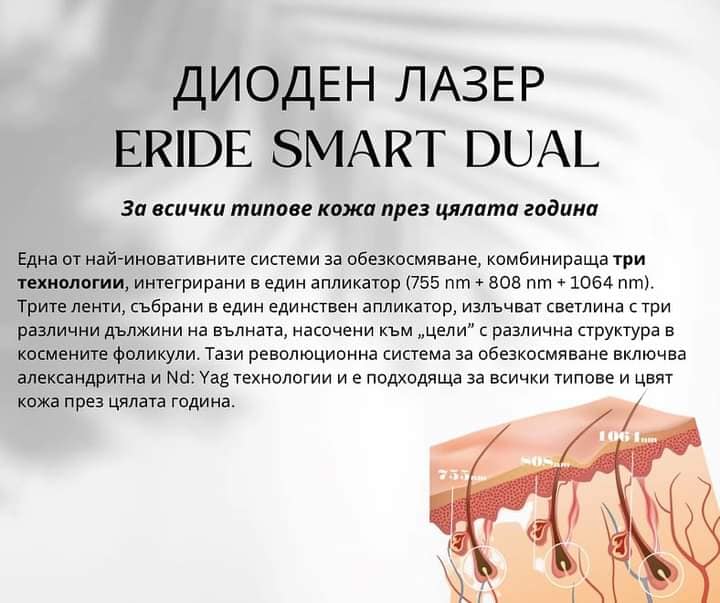 ДИОДЕН ЛАЗЕР
ERIDE SMART DUAL
За всички типове кожа през цялата година
Една от най-иновативните системи за обезкосмяване, комбинираща три
технологии, интегрирани в един апликатор (755 nm + 808 nm + 1064 nm).
Трите ленти, събрани в един единствен апликатор, излъчват светлина с три
различни дължини на вълната, насочени към „цели” с различна структура в
космените фоликули. Тази революционна система за обезкосмяване включва
александритна и Nd: Yag технологии и е подходяща за всички типове и цвят
кожа през цялата година.
1064nm
808nm
755nm